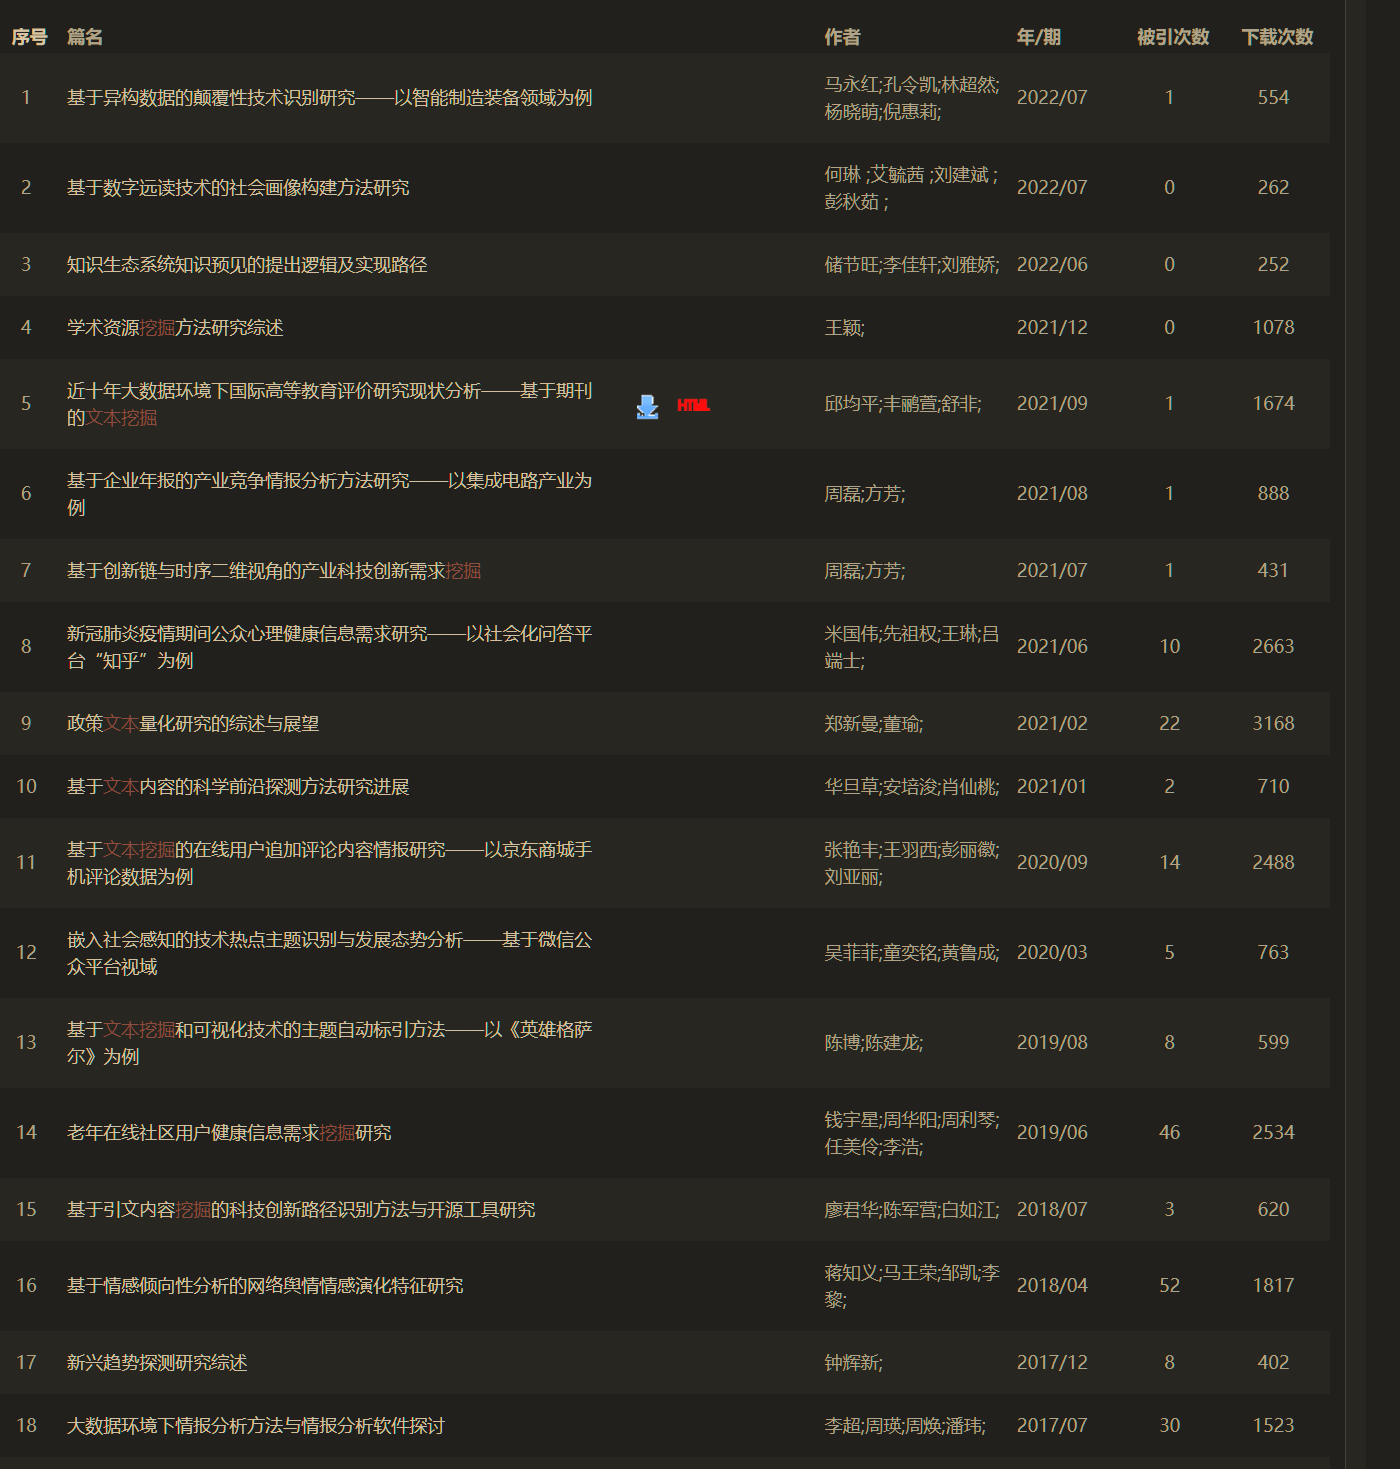 序号 篇名 作者 年/期 被引次数 下载次数
1 基于异构数据的颠覆性技术识别研究——以智能制造装备领域为例 马永红;孔令凯;林超然; 2022/07 1 554
杨晓萌;倪惠莉;
2 基于数字远读技术的社会画像构建方法研究 何琳 ;艾毓茜 ;刘建斌 ; 2022/07 0 262
彭秋茹 ;
3 知识生态系统知识预见的提出逻辑及实现路径 储节旺;李佳轩;刘雅娇; 2022/06 0 252
4 学术资源挖掘方法研究综述 王颖; 2021/12 0 1078
5 近十年大数据环境下国际高等教育评价研究现状分析——基于期刊
的文本挖掘 HTML 邱均平;丰鹂萱;舒非; 2021/09 1 1674
6 基于企业年报的产业竞争情报分析方法研究——以集成电路产业为
例 周磊;方芳; 2021/08 1 888
7 基于创新链与时序二维视角的产业科技创新需求挖掘 周磊;方芳; 2021/07 1 431
8 新冠肺炎疫情期间公众心理健康信息需求研究——以社会化问答平 米国伟;先祖权;王琳;吕 2021/06 10 2663
台“知乎”为例 端士;
9 政策文本量化研究的综述与展望 郑新曼;董瑜; 2021/02 22 3168
10 基于文本内容的科学前沿探测方法研究进展 华旦草;安培浚;肖仙桃; 2021/01 2 710
11 基于文本挖掘的在线用户追加评论内容情报研究——以京东商城手 张艳丰;王羽西;彭丽徽; 2020/09 14 2488
机评论数据为例 刘亚丽;
12 嵌入社会感知的技术热点主题识别与发展态势分析——基于微信公
众平台视域 吴菲菲;童奕铭;黄鲁成; 2020/03 5 763
13 基于文本挖掘和可视化技术的主题自动标引方法——以《英雄格萨
尔》为例 陈博;陈建龙; 2019/08 8 599
14 老年在线社区用户健康信息需求挖掘研究 钱宇星;周华阳;周利琴; 2019/06 46 2534
任美伶;李浩;
15 基于引文内容挖掘的科技创新路径识别方法与开源工具研究 廖君华;陈军营;白如江; 2018/07 3 620
16 基于情感倾向性分析的网络舆情情感演化特征研究 蒋知义;马王荣;邹凯;李 2018/04 52 1817
黎;
17 新兴趋势探测研究综述 钟辉新; 2017/12 8 402
18 大数据环境下情报分析方法与情报分析软件探讨 李超;周瑛;周焕;潘玮; 2017/07 30 1523